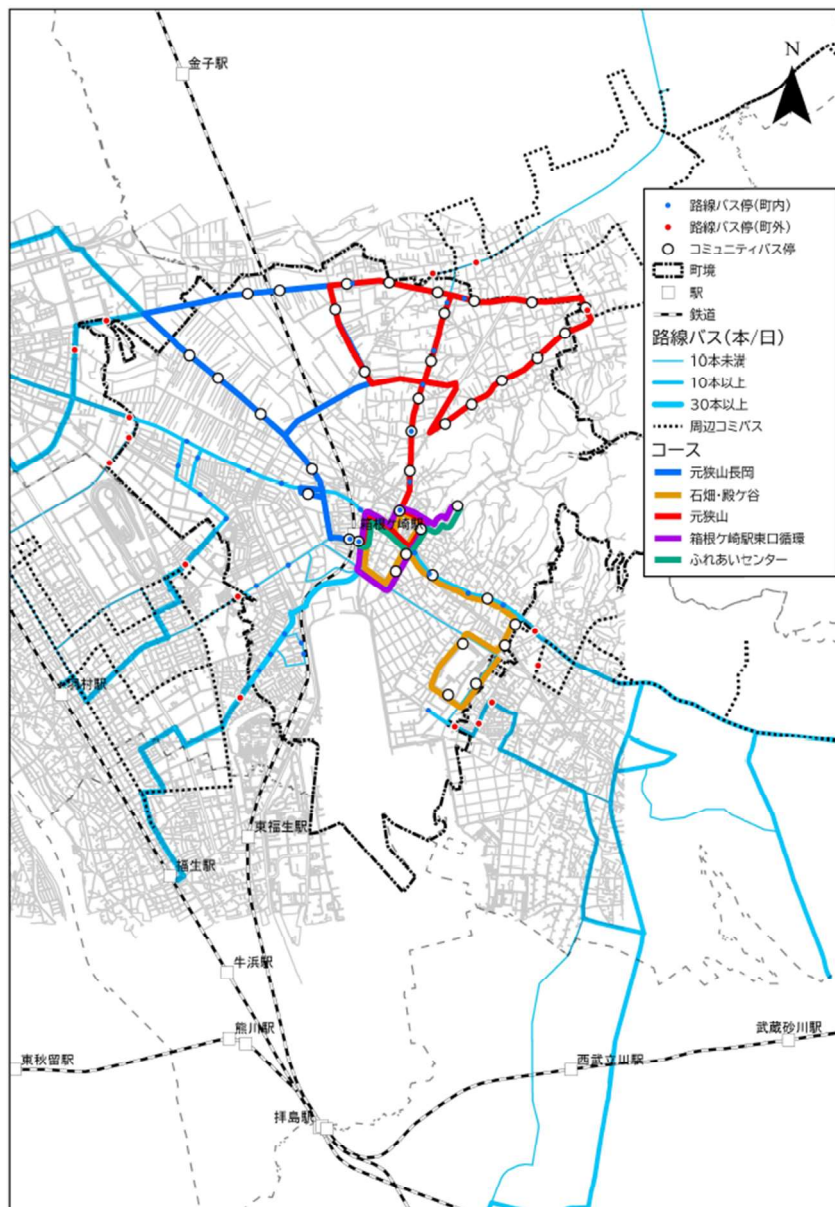 金子駅
N
路線バス停(町内)
路線バス停(町外)
コミュニティバス停
町境
駅
鉄道
路線バス(本/日)
10本未満
10本以上
30本以上
周辺コミバス
コース
元狭山長岡
石畑・殿ケ谷
元狭山
箱根ケ崎駅東口循環
ふれあいセンター
箱根ケ崎駅
東福生駅
福生駅
牛浜駅
熊川駅
東秋留駅
武蔵砂川駅
西武立川駅
拝島駅